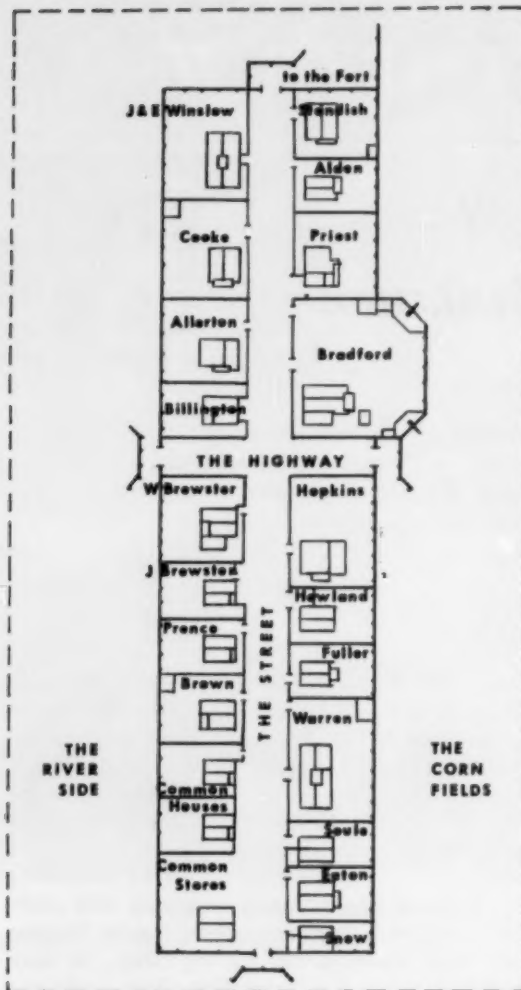 to the Fort
J&E Winslow
Standish
Alden
Cooke
Priest
Allerton
Bradford
Billington
THE HIGHWAY
W Brewster
Hopkins
J Brewston
Howland
Prence
Fuller
Brown
THE STREET
Warren
THE
RIVER
SIDE
THE
CORN
FIELDS
Common
Houses
Soule
Common
Stores
Eaton
Snow